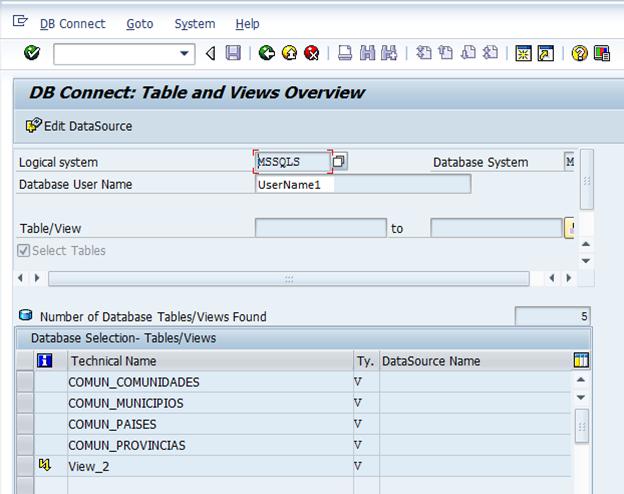 DB Connect Goto System Help
DB Connect: Table and Views Overview
Edit DataSource
Logical system MSSQLS Database System M
Database User Name UserName1
Table/View to
Select Tables
Number of Database Tables/Views Found 5
Database Selection- Tables/Views
Technical Name Ty. DataSource Name
COMUN_COMUNIDADES V
COMUN_MUNICIPIOS V
COMUN_PAISES V
COMUN_PROVINCIAS V
View_2 V